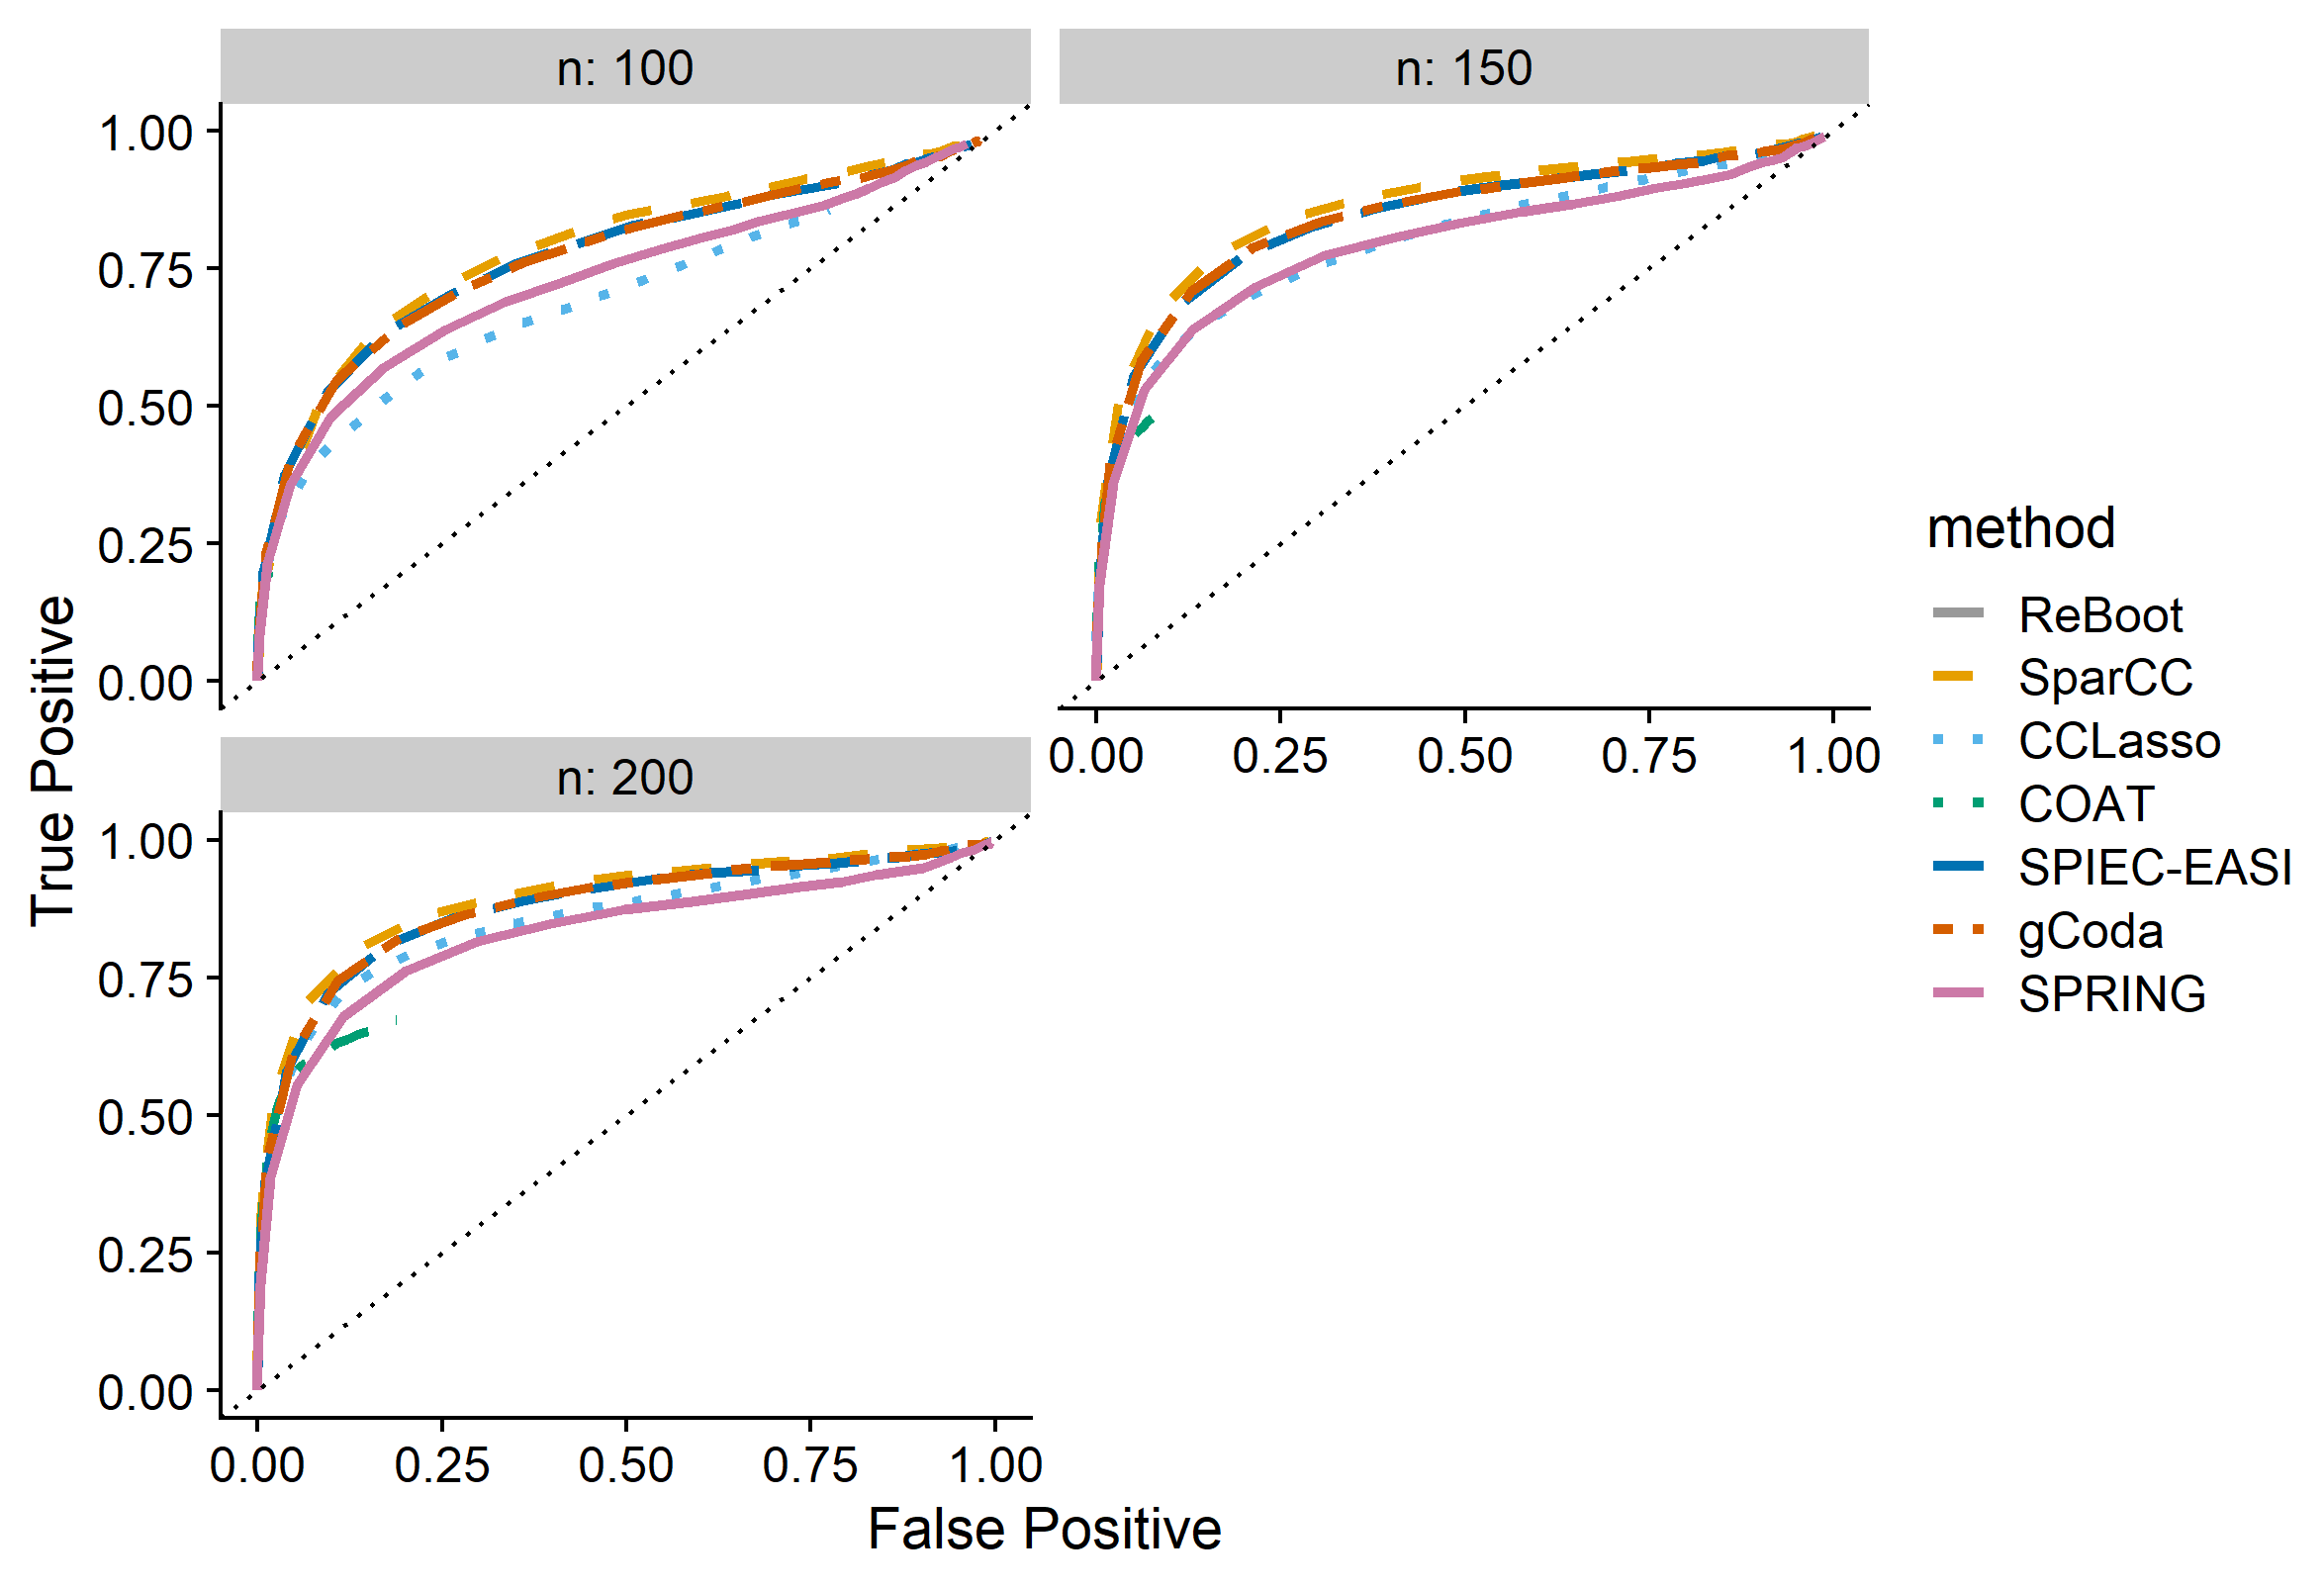 n: 100
n: 150
1.00
0.75
0.50
0.25
0.00
0.00 0.25 0.50 0.75 1.00
n: 200
1.00
0.75
0.50
0.25
0.00
0.00 0.25 0.50 0.75 1.00
True Positive
False Positive
method
ReBoot
SparCC
CCLasso
COAT
SPIEC-EASI
gCoda
SPRING